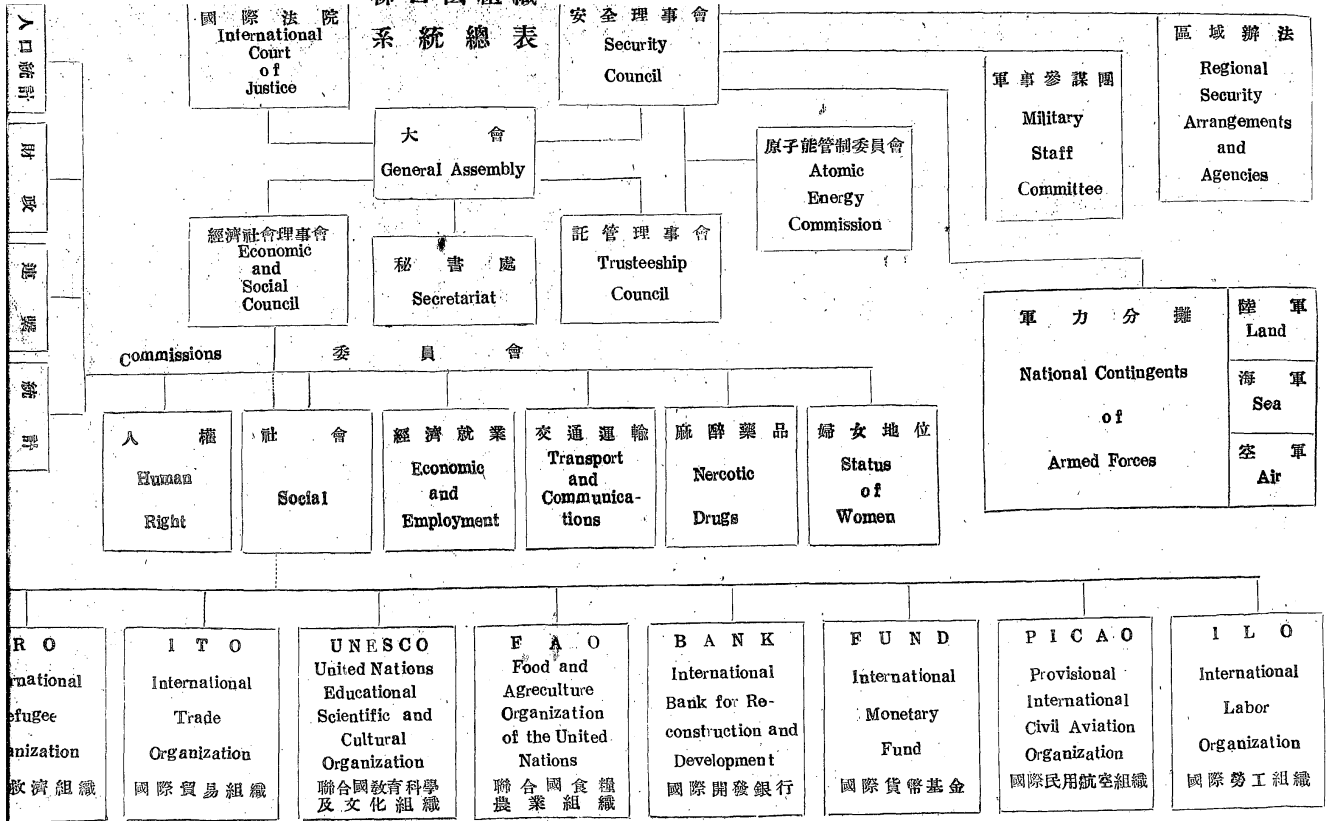 系統總表
國際法院
International
Court
of
Justice
安全理事會
Security
Council
區域辦法
Regional
Security
Arrangements
and
Agencies
軍事參謀團
Military
Staff
Committee
大會
General Assembly
原子能管制委員會
Atomic
Energy
Commission
經濟社會理事會
Economic
and
Social
Council
秘書處
Secretariat
託管理事會
Trusteeship
Council
軍力分攤
National Contingents
of
Armed Forces
陸軍
Land
海軍
Sea
空軍
Air
人口統計
財政
統計
Commissions 委員會
人權
Human
Right
社會
Social
經濟就業
Economic
and
Employment
交通運輸
Transport
and
Communica-
tions
麻醉藥品
Nercotic
Drugs
婦女地位
Status
of
Women
RO
rnational
efugee
anization
救濟組織
ITO
International
Trade
Organization
國際貿易組織
UNESCO
United Nations
Educational
Scientific and
Cultural
Organization
聯合國教育科學
及文化組織
FAO
Food and
Agreculture
Organization
of the United
Nations
聯合國食糧
農業組織
BANK
International
Bank for Re-
construction and
Development
國際開發銀行
FUND
International
Monetary
Fund
國際貨幣基金
PICAO
Provisional
International
Civil Aviation
Organization
國際民用航空組織
ILO
International
Labor
Organization
國際勞工組織